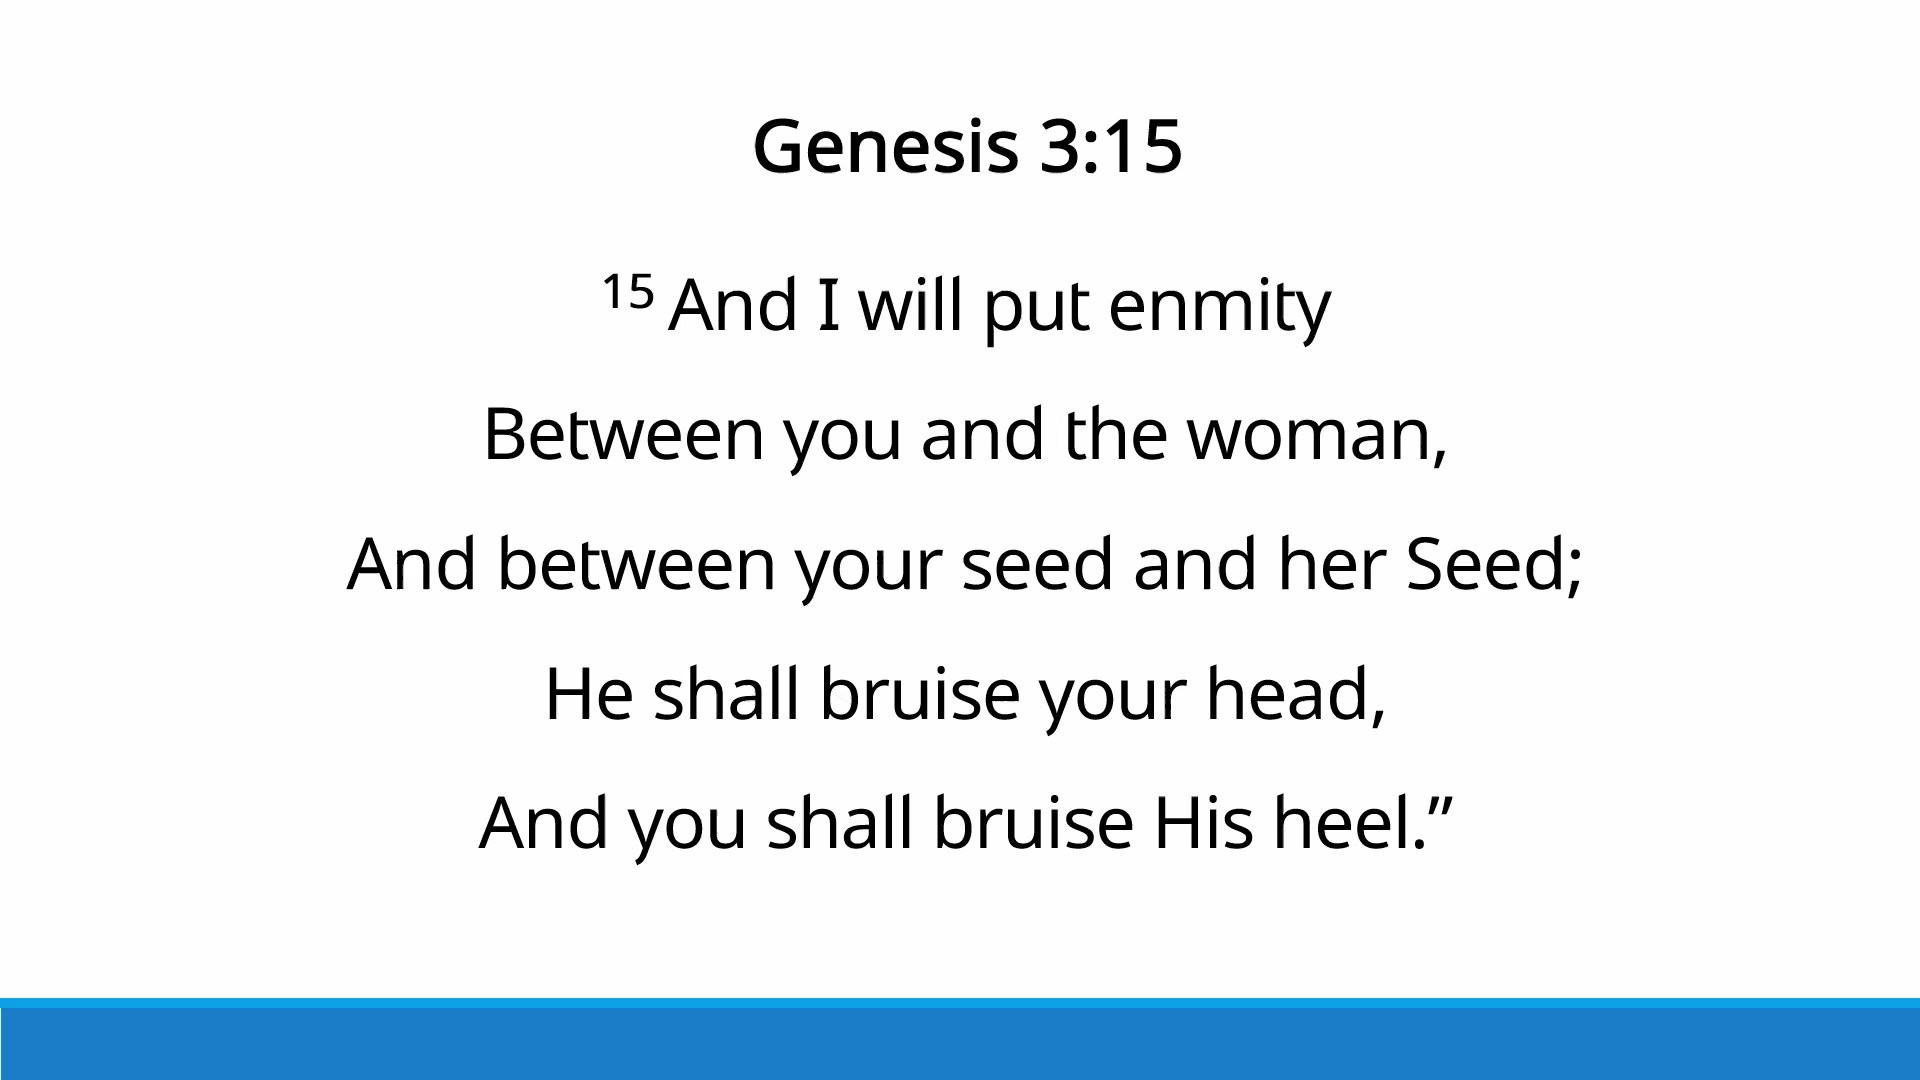 Genesis 3:15
15 And I will put enmity
Between you and the woman,
And between your seed and her Seed;
He shall bruise your head,
And you shall bruise His heel.”